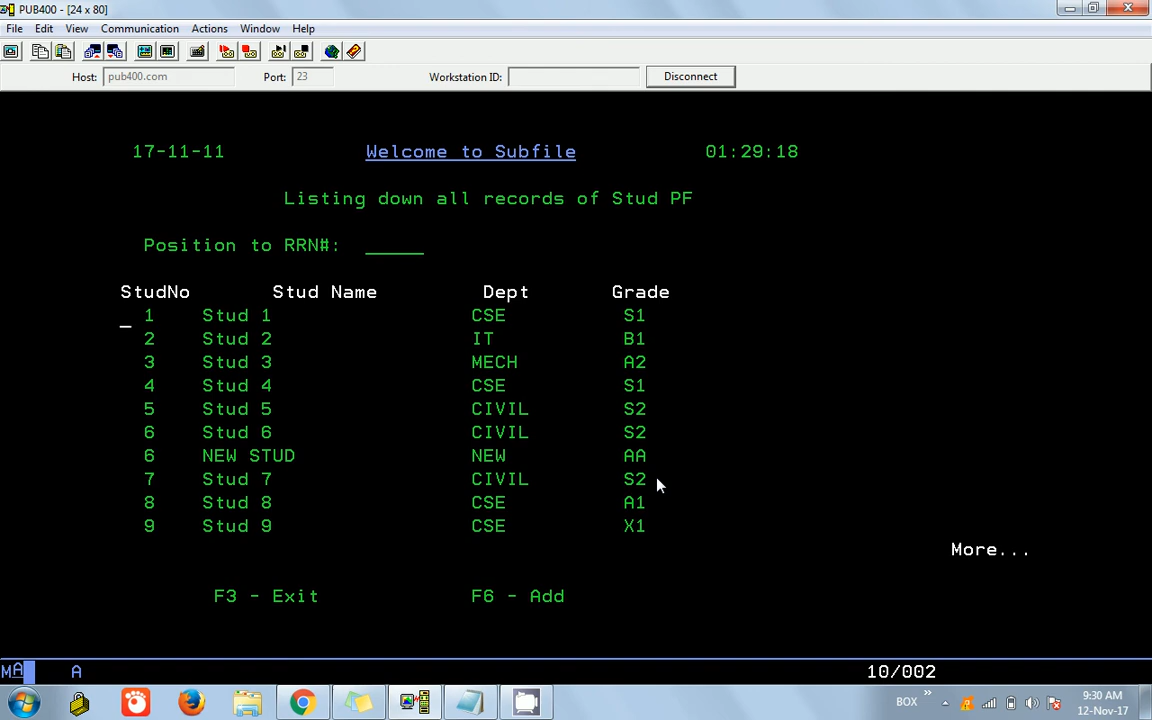 PUB400 - [24 x 80]
File Edit View Communication Actions Window Help
Host: pub400.com Port: 23 Workstation ID: Disconnect
17-11-11 Welcome to Subfile 01:29:18
Listing down all records of Stud PF
Position to RRN#:
StudNo Stud Name Dept Grade
1 Stud 1 CSE S1
2 Stud 2 IT B1
3 Stud 3 MECH A2
4 Stud 4 CSE S1
5 Stud 5 CIVIL S2
6 Stud 6 CIVIL S2
6 NEW STUD NEW AA
7 Stud 7 CIVIL S2
8 Stud 8 CSE A1
9 Stud 9 CSE X1
More...
F3 - Exit F6 - Add
MA A 10/002
BOX 9:30 AM
12-Nov-17